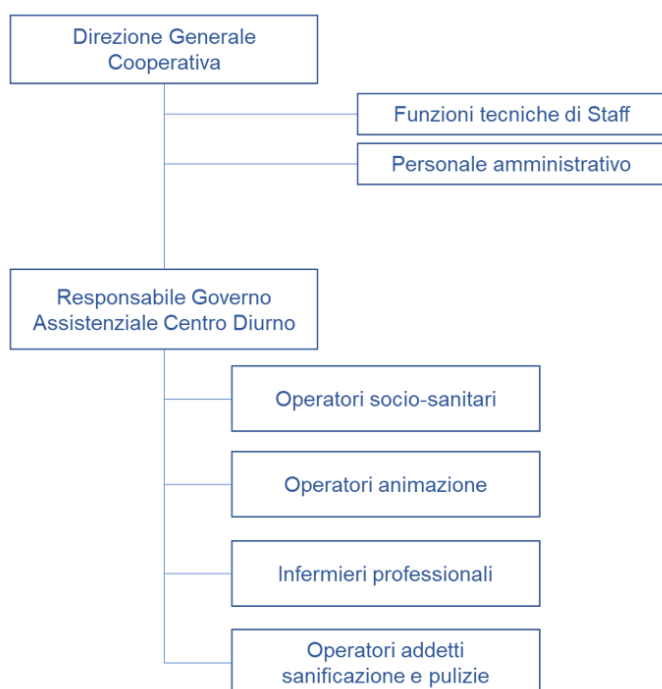 Direzione Generale
Cooperativa
Funzioni tecniche di Staff
Personale amministrativo
Responsabile Governo
Assistenziale Centro Diurno
Operatori socio-sanitari
Operatori animazione
Infermieri professionali
Operatori addetti
sanificazione e pulizie